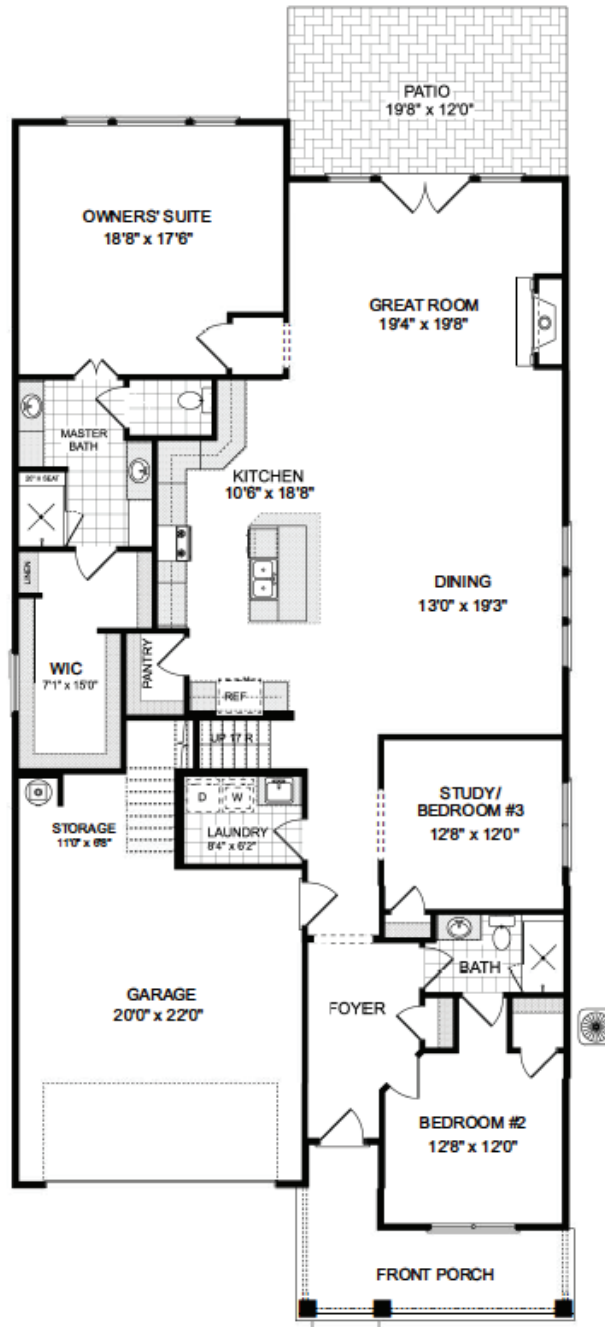 PATIO
19'8" x 12'0"
OWNERS' SUITE
18'8" x 17'6"
GREAT ROOM
19'4" x 19'8"
MASTER
BATH
KITCHEN
10'6" x 18'8"
LINEN
DINING
13'0" x 19'3"
WIC
7'1" x 15'0"
PANTRY
REF
UP 17 R
D
W
STUDY/
BEDROOM #3
12'8" x 12'0"
STORAGE
11'0" x 6'8"
LAUNDRY
8'4" x 6'2"
BATH
GARAGE
20'0" x 22'0"
FOYER
BEDROOM #2
12'8" x 12'0"
FRONT PORCH